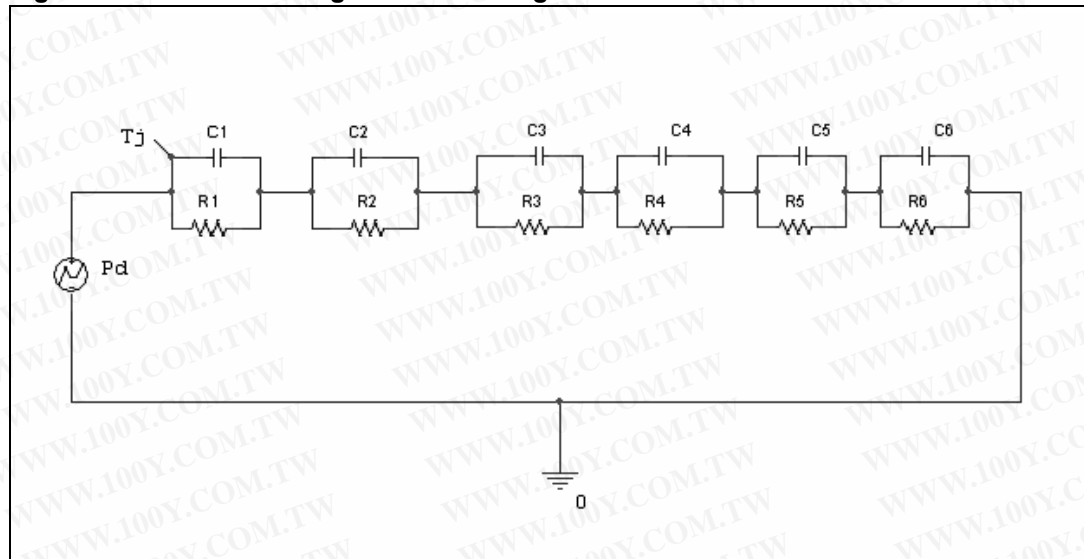 C1 C2 C3 C4 C5 C6
Tj
R1 R2 R3 R4 R5 R6
Pd
0
WWW.100Y.COM.TW